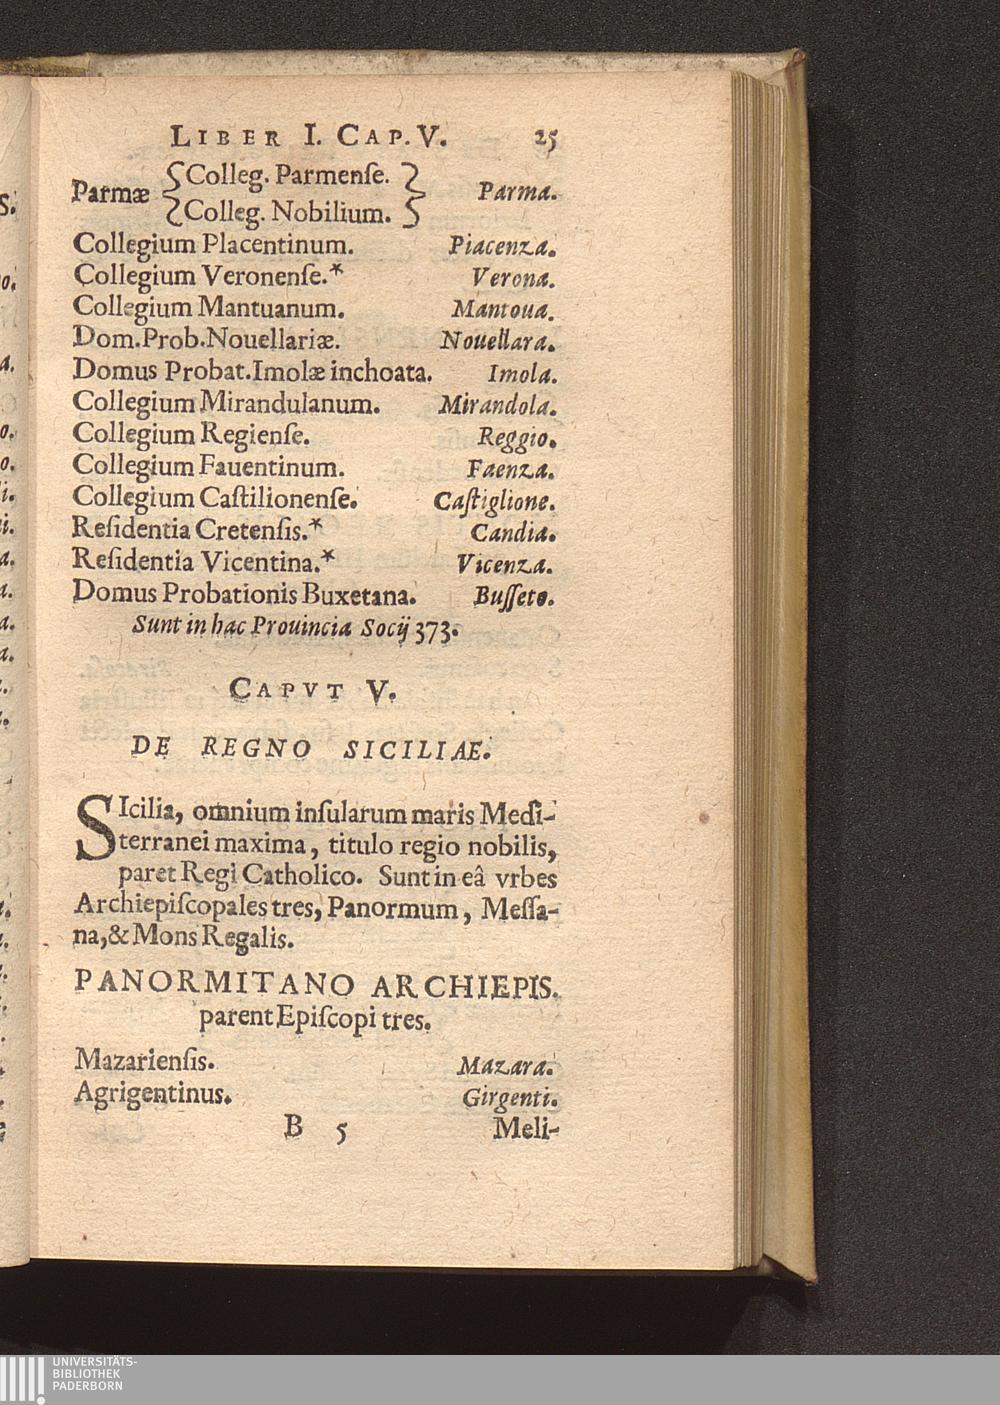 LIBER I. CAP. V. 25
Parmæ { Colleg. Parmenſe. } Parma.
{ Colleg. Nobilium. }
Collegium Placentinum. Piacenza.
Collegium Veronenſe.* Verona.
Collegium Mantuanum. Mantoua.
Dom.Prob.Nouellariæ. Nouellara.
Domus Probat.Imolæ inchoata. Imola.
Collegium Mirandulanum. Mirandola.
Collegium Regienſe. Reggio.
Collegium Fauentinum. Faenza.
Collegium Caſtilionenſe. Caſtiglione.
Reſidentia Cretenſis.* Candia.
Reſidentia Vicentina.* Vicenza.
Domus Probationis Buxetana. Buſſeto.
Sunt in hac Prouincia Socij 373.
CAPVT V.
DE REGNO SICILIAE.
SIcilia, omnium inſularum maris Medi-
terranei maxima, titulo regio nobilis,
paret Regi Catholico. Sunt in eâ vrbes
Archiepiſcopales tres, Panormum, Meſſa-
na, & Mons Regalis.
PANORMITANO ARCHIEPIS.
parent Epiſcopi tres.
Mazarienſis. Mazara.
Agrigentinus. Girgenti.
B 5 Meli-
UNIVERSITÄTS-
BIBLIOTHEK
PADERBORN